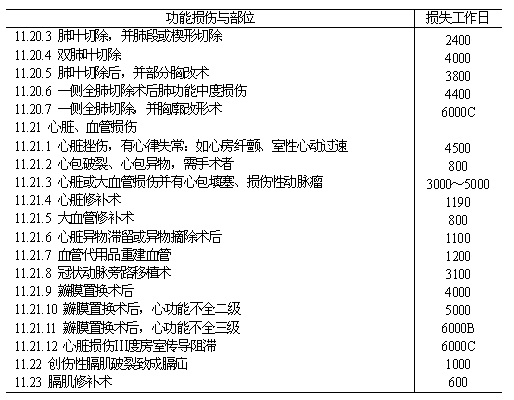 功能损伤与部位 损失工作日
11.20.3 肺叶切除，并肺段或楔形切除 2400
11.20.4 双肺叶切除 4000
11.20.5 肺叶切除后，并部分胸改术 3800
11.20.6 一侧全肺切除术后肺功能中度损伤 4400
11.20.7 一侧全肺切除，并胸廓改形术 6000C
11.21 心脏、血管损伤
11.21.1 心脏挫伤，有心律失常：如心房纤颤、室性心动过速 4500
11.21.2 心包破裂、心包异物，需手术者 800
11.21.3 心脏或大血管损伤并有心包填塞、损伤性动脉瘤 3000～5000
11.21.4 心脏修补术 1190
11.21.5 大血管修补术 800
11.21.6 心脏异物滞留或异物摘除术后 1100
11.21.7 血管代用品重建血管 1200
11.21.8 冠状动脉旁路移植术 3100
11.21.9 瓣膜置换术后 4000
11.21.10 瓣膜置换术后，心功能不全二级 5000
11.21.11 瓣膜置换术后，心功能不全三级 6000B
11.21.12 心脏损伤III度房室传导阻滞 6000C
11.22 创伤性膈肌破裂致成膈疝 1000
11.23 膈肌修补术 600